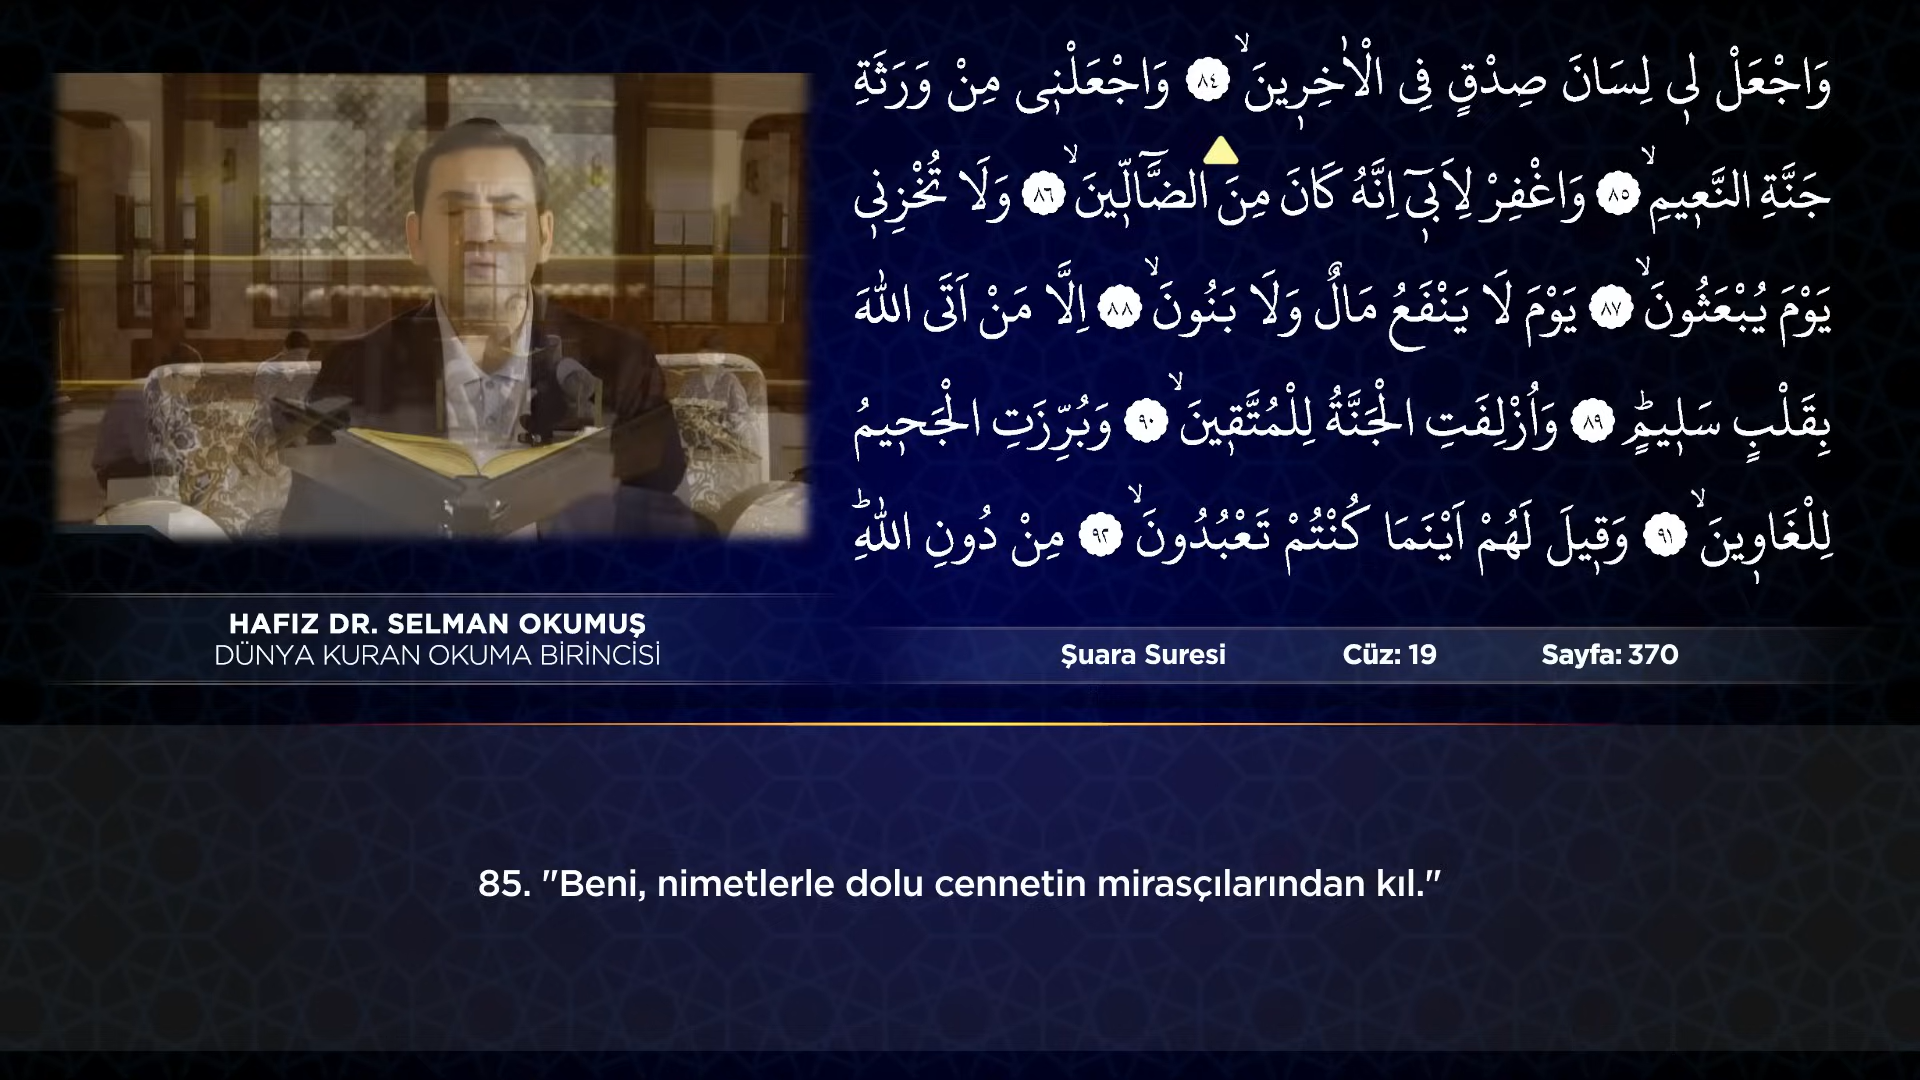 وَاجْعَلْ لٖي لِسَانَ صِدْقٍ فِي الْاٰخِرٖينَۙ ﴿٨٤﴾ وَاجْعَلْنٖي مِنْ وَرَثَةِ
جَنَّةِ النَّعٖيمِۙ ﴿٨٥﴾ وَاغْفِرْ لِاَبٖٓي اِنَّهُ كَانَ مِنَ الضَّٓالّٖينَۙ ﴿٨٦﴾ وَلَا تُخْزِنٖي
يَوْمَ يُبْعَثُونَۙ ﴿٨٧﴾ يَوْمَ لَا يَنْفَعُ مَالٌ وَلَا بَنُونَۙ ﴿٨٨﴾ اِلَّا مَنْ اَتَى اللّٰهَ
بِقَلْبٍ سَلٖيمٍؕ ﴿٨٩﴾ وَاُزْلِفَتِ الْجَنَّةُ لِلْمُتَّقٖينَۙ ﴿٩٠﴾ وَبُرِّزَتِ الْجَحٖيمُ
لِلْغَاوٖينَۙ ﴿٩١﴾ وَقٖيلَ لَهُمْ اَيْنَمَا كُنْتُمْ تَعْبُدُونَۙ ﴿٩٢﴾ مِنْ دُونِ اللّٰهِؕ
HAFIZ DR. SELMAN OKUMUŞ
DÜNYA KURAN OKUMA BİRİNCİSİ
Şuara Suresi Cüz: 19 Sayfa: 370
85. "Beni, nimetlerle dolu cennetin mirasçılarından kıl."